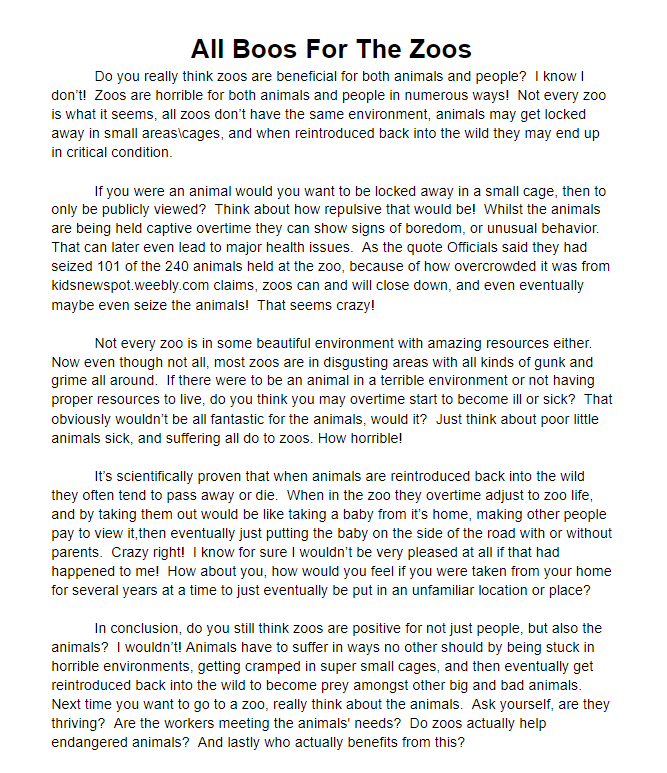 All Boos For The Zoos
Do you really think zoos are beneficial for both animals and people?  I know I
don't!  Zoos are horrible for both animals and people in numerous ways!  Not every zoo
is what it seems, all zoos don't have the same environment, animals may get locked
away in small areas\cages, and when reintroduced back into the wild they may end up
in critical condition.
If you were an animal would you want to be locked away in a small cage, then to
only be publicly viewed?  Think about how repulsive that would be!  Whilst the animals
are being held captive overtime they can show signs of boredom, or unusual behavior.
That can later even lead to major health issues.  As the quote Officials said they had
seized 101 of the 240 animals held at the zoo, because of how overcrowded it was from
kidsnewspot.weebly.com claims, zoos can and will close down, and even eventually
maybe even seize the animals!  That seems crazy!
Not every zoo is in some beautiful environment with amazing resources either.
Now even though not all, most zoos are in disgusting areas with all kinds of gunk and
grime all around.  If there were to be an animal in a terrible environment or not having
proper resources to live, do you think you may overtime start to become ill or sick?  That
obviously wouldn't be all fantastic for the animals, would it?  Just think about poor little
animals sick, and suffering all do to zoos. How horrible!
It's scientifically proven that when animals are reintroduced back into the wild
they often tend to pass away or die.  When in the zoo they overtime adjust to zoo life,
and by taking them out would be like taking a baby from it's home, making other people
pay to view it,then eventually just putting the baby on the side of the road with or without
parents.  Crazy right!  I know for sure I wouldn't be very pleased at all if that had
happened to me!  How about you, how would you feel if you were taken from your home
for several years at a time to just eventually be put in an unfamiliar location or place?
In conclusion, do you still think zoos are positive for not just people, but also the
animals?  I wouldn't! Animals have to suffer in ways no other should by being stuck in
horrible environments, getting cramped in super small cages, and then eventually get
reintroduced back into the wild to become prey amongst other big and bad animals.
Next time you want to go to a zoo, really think about the animals.  Ask yourself, are they
thriving?  Are the workers meeting the animals' needs?  Do zoos actually help
endangered animals?  And lastly who actually benefits from this?